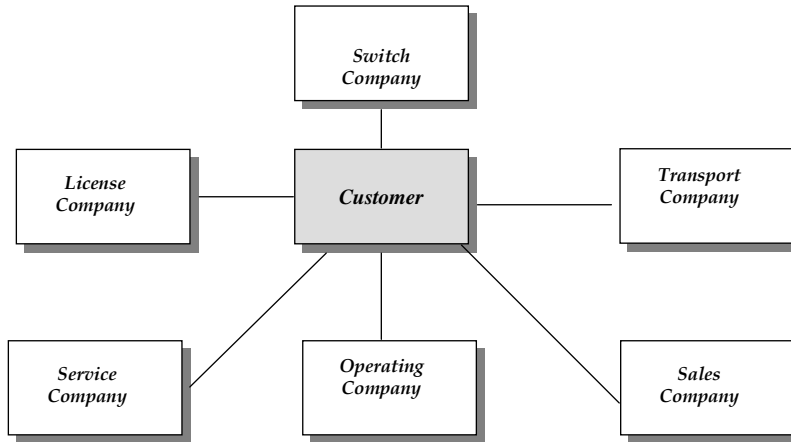 Switch
Company
License
Company
Customer
Transport
Company
Service
Company
Operating
Company
Sales
Company